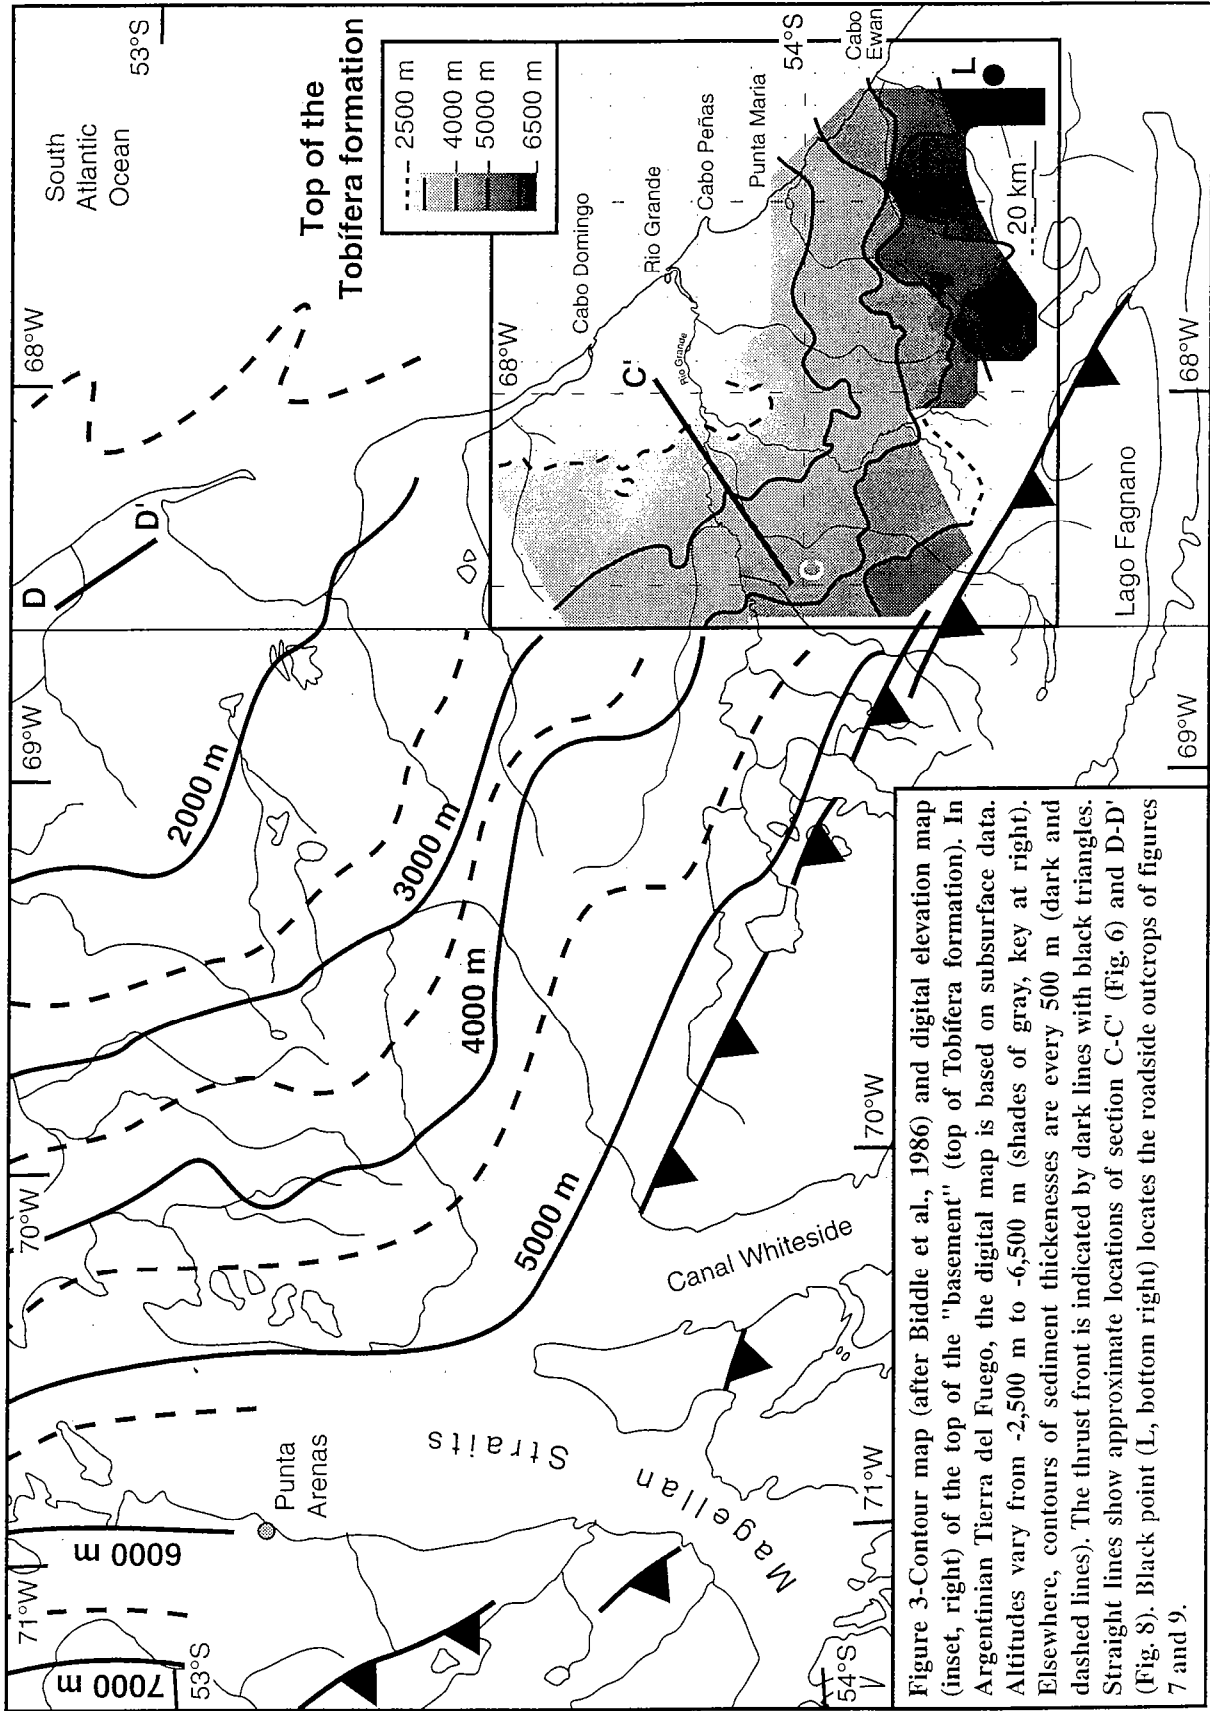 71°W
70°W
69°W
68°W
53°S
53°S
South
Atlantic
Ocean
Top of the
Tobífera formation
2500 m
4000 m
5000 m
6500 m
7000 m
6000 m
5000 m
4000 m
3000 m
2000 m
D
D'
Punta
Arenas
Straits
Magellan
Canal Whiteside
68°W
Cabo Domingo
Rio Grande
Rio Grande
Cabo Peñas
Punta Maria
54°S
Cabo
Ewan
C
C'
L
20 km
Lago Fagnano
54°S
71°W
70°W
69°W
68°W
Figure 3-Contour map (after Biddle et al., 1986) and digital elevation map
(inset, right) of the top of the "basement" (top of Tobífera formation). In
Argentinian Tierra del Fuego, the digital map is based on subsurface data.
Altitudes vary from -2,500 m to -6,500 m (shades of gray, key at right).
Elsewhere, contours of sediment thickenesses are every 500 m (dark and
dashed lines). The thrust front is indicated by dark lines with black triangles.
Straight lines show approximate locations of section C-C' (Fig. 6) and D-D'
(Fig. 8). Black point (L, bottom right) locates the roadside outcrops of figures
7 and 9.